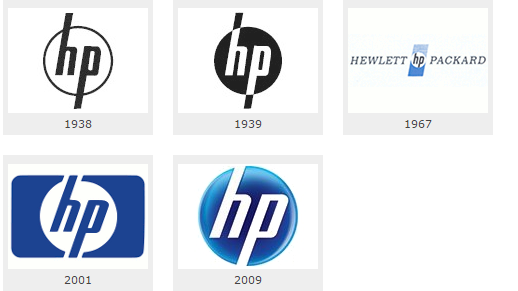 hp
hp
HEWLETT hp PACKARD
1938
1939
1967
hp
hp
2001
2009